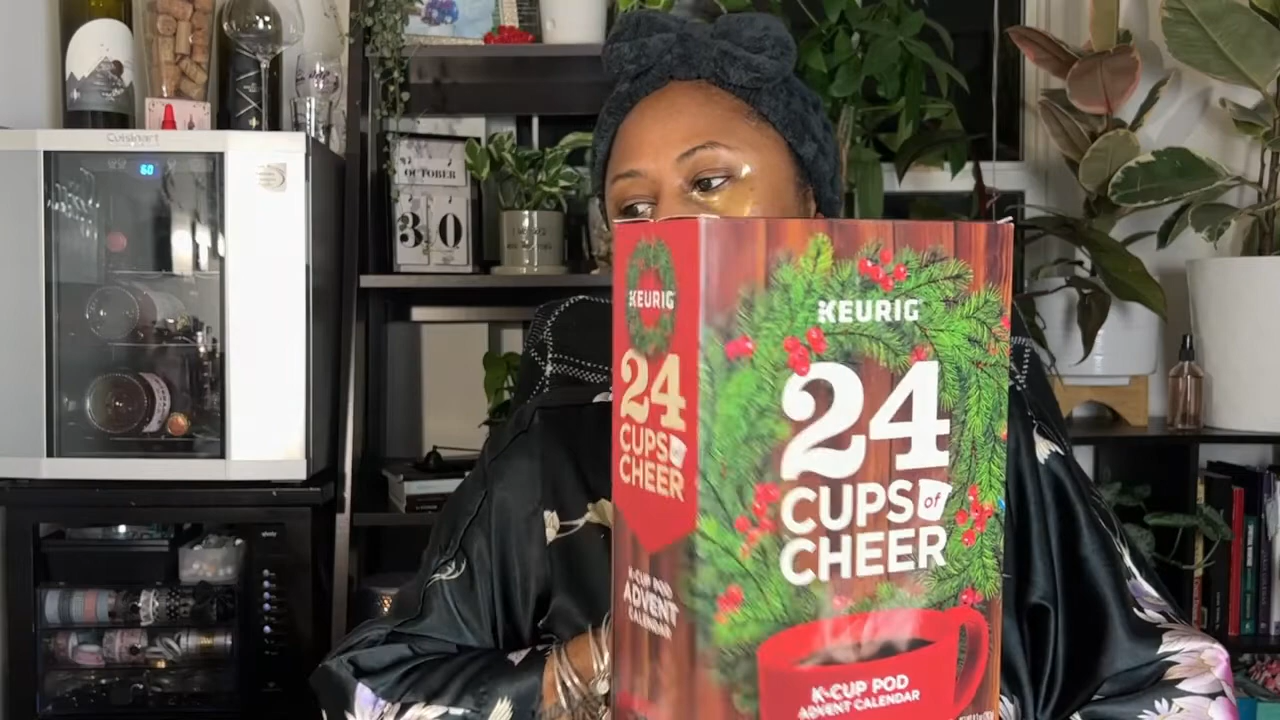 Cuisinart
60
OCTOBER
30
KEURIG
24
CUPS of
CHEER
K-CUP POD
ADVENT
CALENDAR
KEURIG
24
CUPS of
CHEER
K-CUP POD
ADVENT CALENDAR